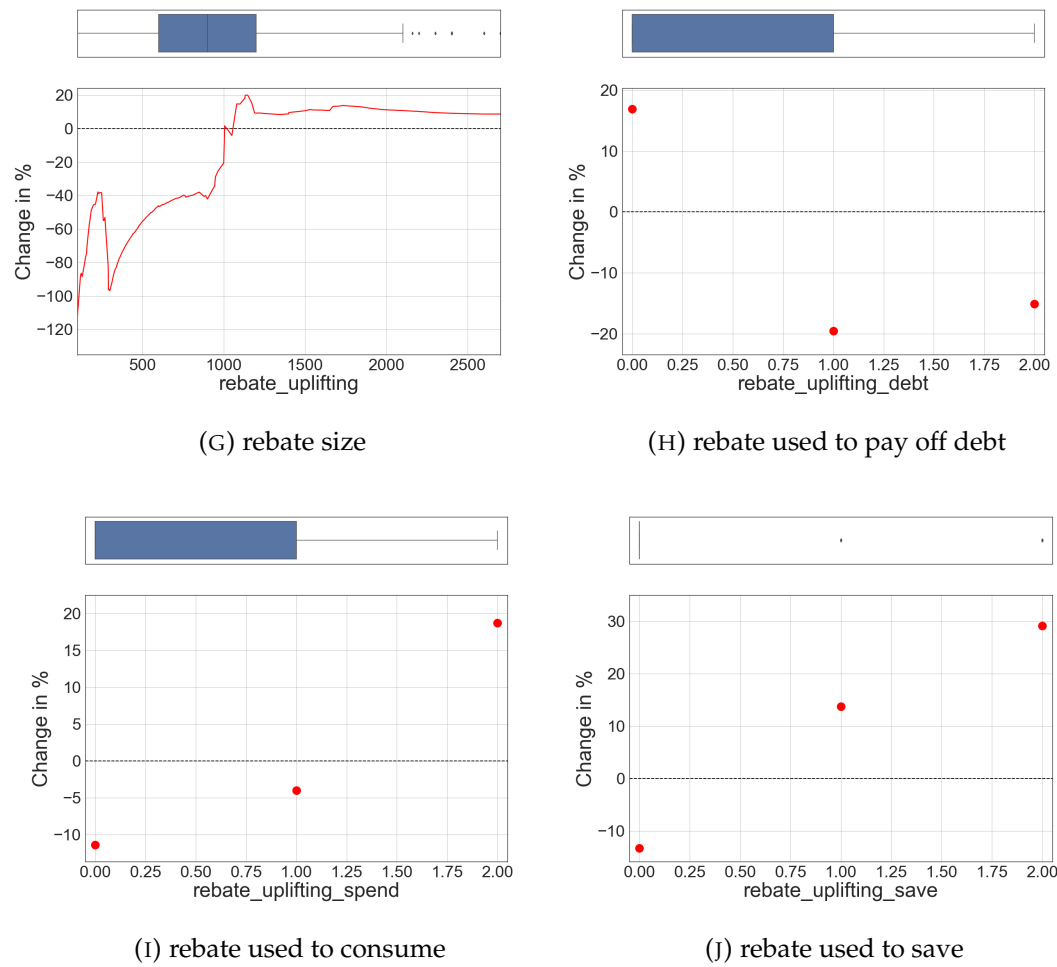 20
0
−20
−40
−60
−80
−100
−120
Change in %
500 1000 1500 2000 2500
rebate_uplifting
(G) rebate size
20
10
0
−10
−20
Change in %
0.00 0.25 0.50 0.75 1.00 1.25 1.50 1.75 2.00
rebate_uplifting_debt
(H) rebate used to pay off debt
20
15
10
5
0
−5
−10
Change in %
0.00 0.25 0.50 0.75 1.00 1.25 1.50 1.75 2.00
rebate_uplifting_spend
(I) rebate used to consume
30
20
10
0
−10
Change in %
0.00 0.25 0.50 0.75 1.00 1.25 1.50 1.75 2.00
rebate_uplifting_save
(J) rebate used to save